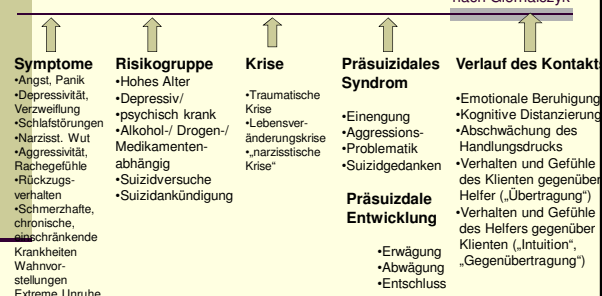 nach Giernalczyk
Symptome
•Angst, Panik
•Depressivität,
Verzweiflung
•Schlafstörungen
•Narzisst. Wut
•Aggressivität,
Rachegefühle
•Rückzugs-
verhalten
•Schmerzhafte,
chronische,
einschränkende
Krankheiten
Wahnvor-
stellungen
Extreme Unruhe
Risikogruppe
•Hohes Alter
•Depressiv/
•psychisch krank
•Alkohol-/ Drogen-/
Medikamenten-
abhängig
•Suizidversuche
•Suizidankündigung
Krise
•Traumatische
Krise
•Lebensver-
änderungskrise
•„narzisstische
Krise“
Präsuizidales
Syndrom
•Einengung
•Aggressions-
•Problematik
•Suizidgedanken
Präsuizdale
Entwicklung
•Erwägung
•Abwägung
•Entschluss
Verlauf des Kontakts
•Emotionale Beruhigung
•Kognitive Distanzierung
•Abschwächung des
Handlungsdrucks
•Verhalten und Gefühle
des Klienten gegenüber
Helfer („Übertragung“)
•Verhalten und Gefühle
des Helfers gegenüber
Klienten („Intuition“,
„Gegenübertragung“)